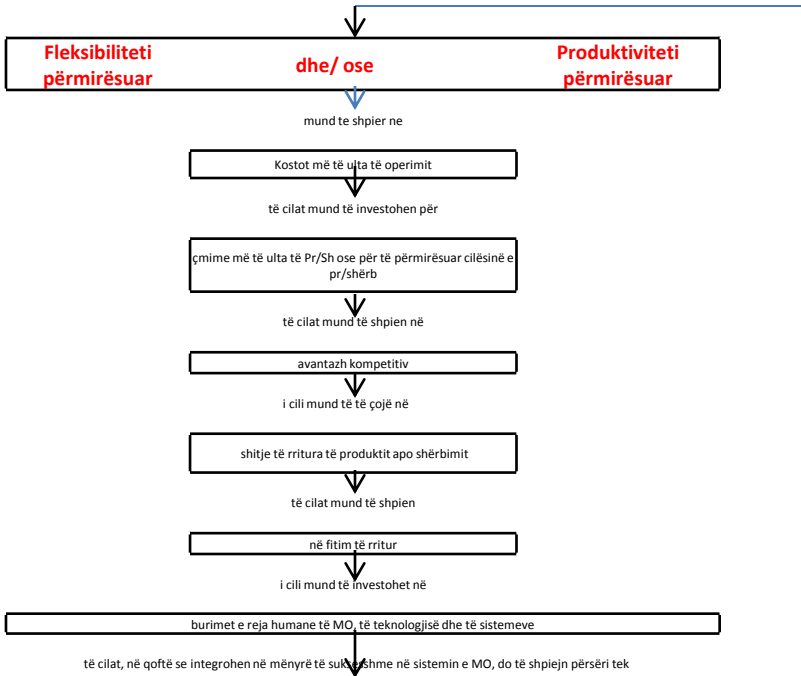 Fleksibiliteti
përmirësuar
dhe/ ose
Produktiviteti
përmirësuar
mund te shpier ne
Kostot më të ulta të operimit
të cilat mund të investohen për
çmime më të ulta të Pr/Sh ose për të përmirësuar cilësinë e
pr/shërb
të cilat mund të shpien në
avantazh kompetitiv
i cili mund të të çojë në
shitje të rritura të produktit apo shërbimit
të cilat mund të shpien
në fitim të rritur
i cili mund të investohet në
burimet e reja humane të MO, të teknologjisë dhe të sistemeve
të cilat, në qoftë se integrohen në mënyrë të suksesshme në sistemin e MO, do të shpiejn përsëri tek